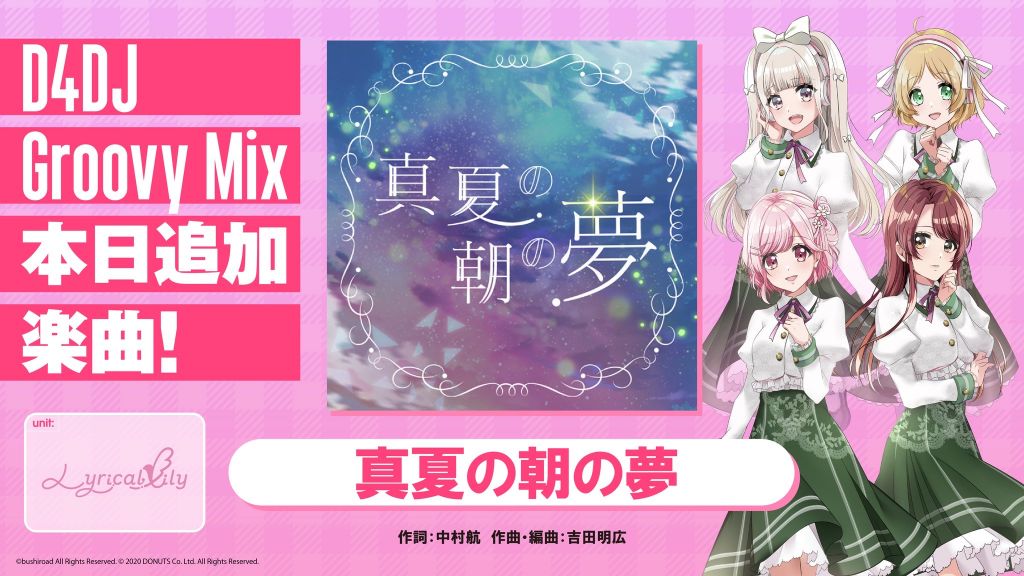 D4DJ
Groovy Mix
本日追加
楽曲!
真夏の
朝の夢
unit:
Lyrical Lily
真夏の朝の夢
作詞:中村航 作曲・編曲:吉田明広
©bushiroad All Rights Reserved. © 2020 DONUTS Co. Ltd. All Rights Reserved.